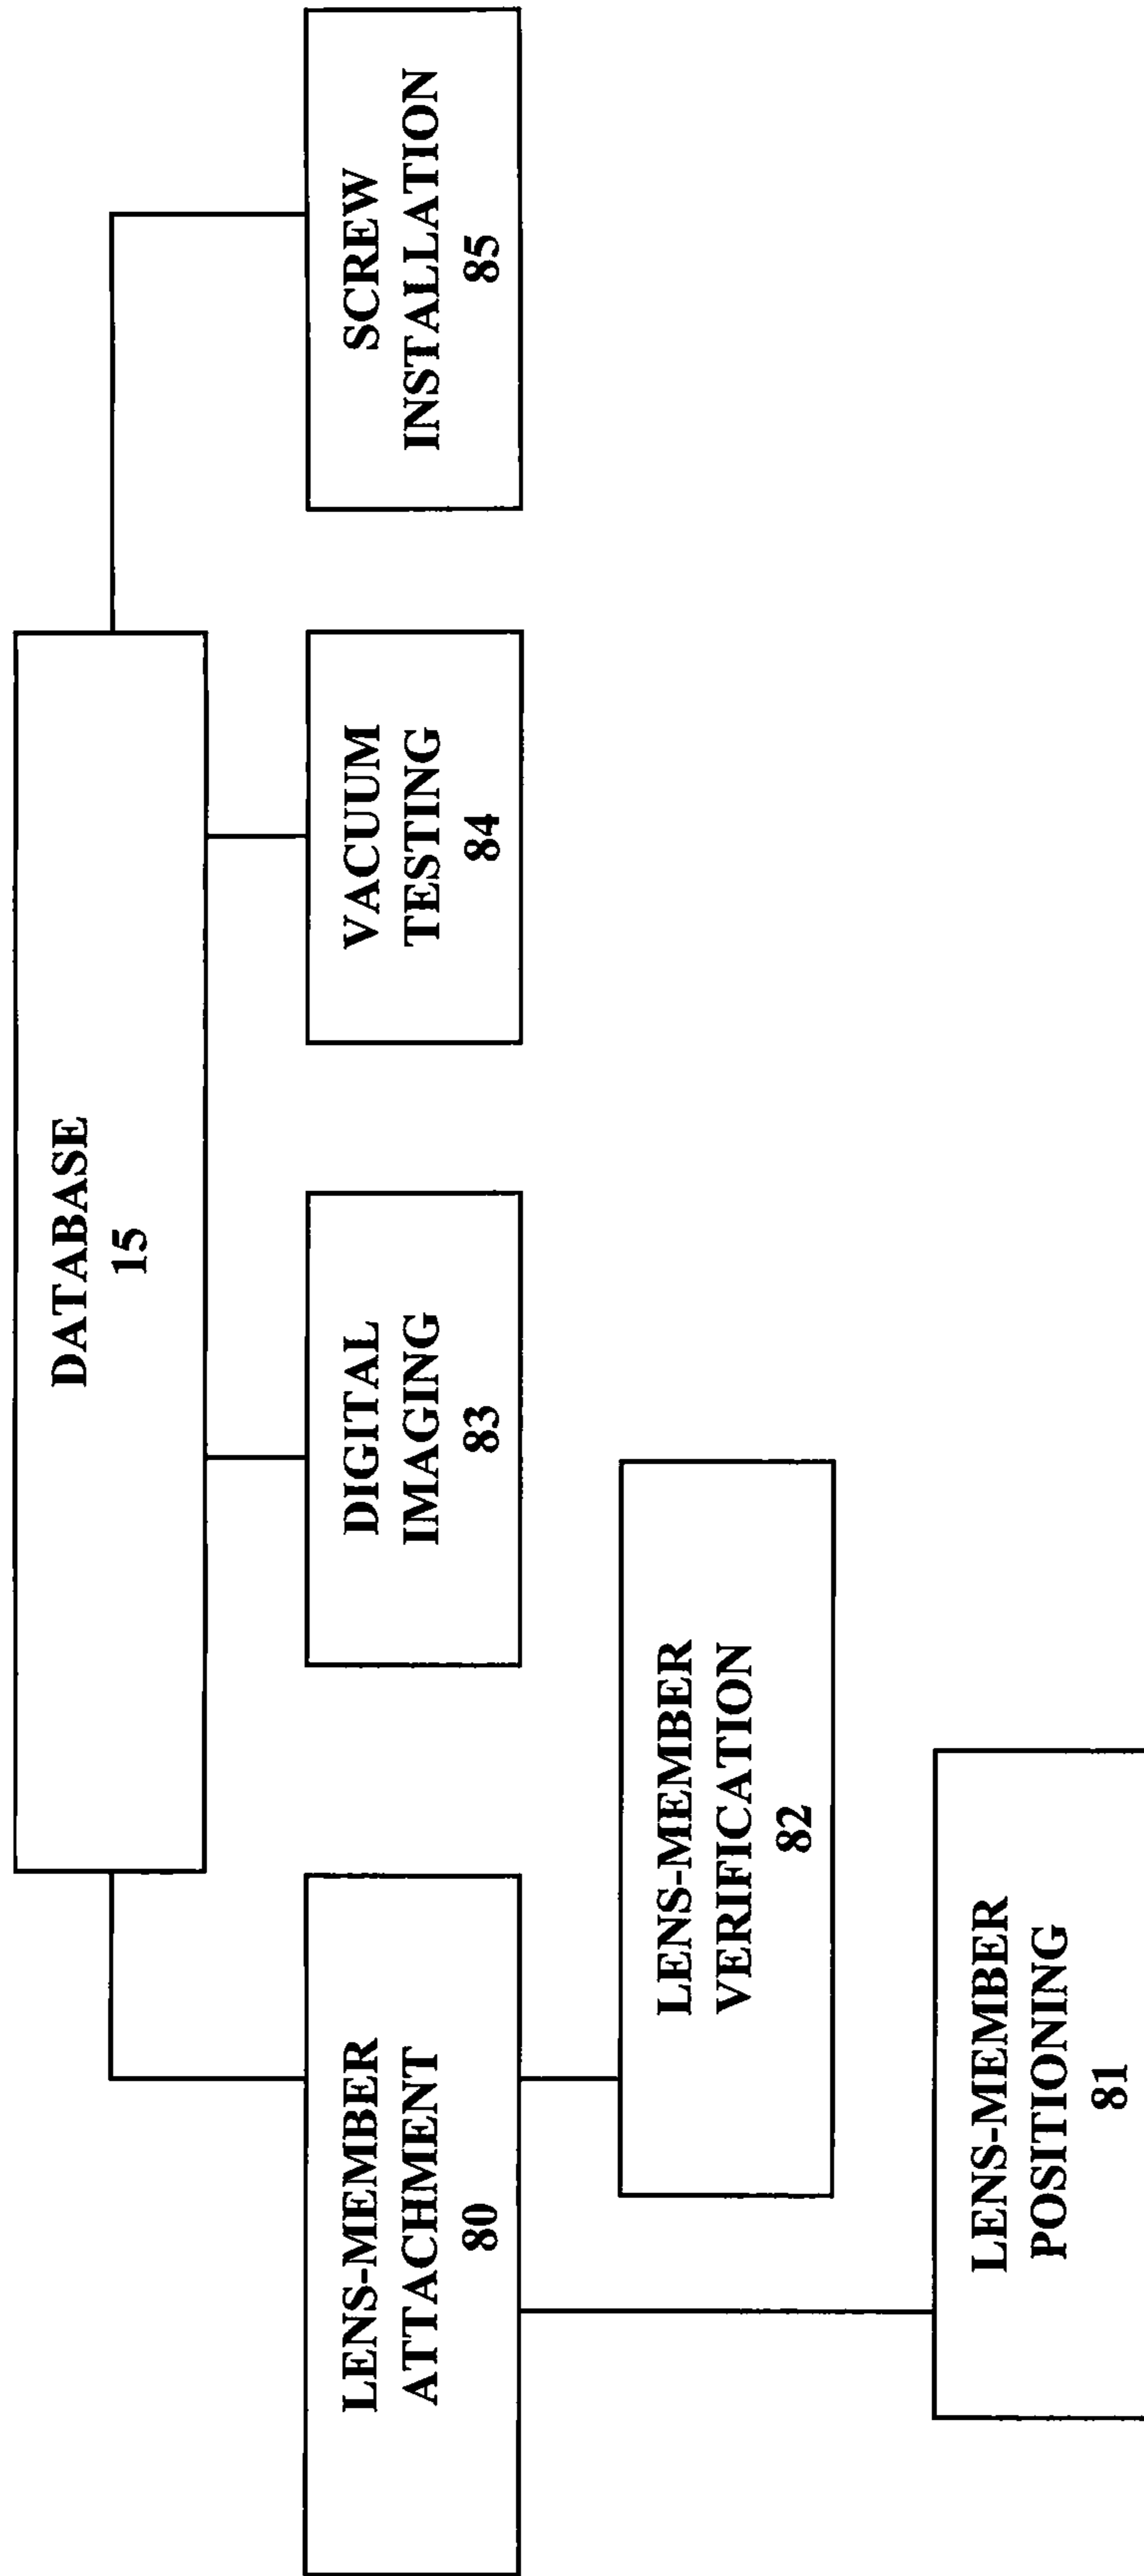 DATABASE
15
LENS-MEMBER
ATTACHMENT
80
DIGITAL
IMAGING
83
VACUUM
TESTING
84
SCREW
INSTALLATION
85
LENS-MEMBER
VERIFICATION
82
LENS-MEMBER
POSITIONING
81